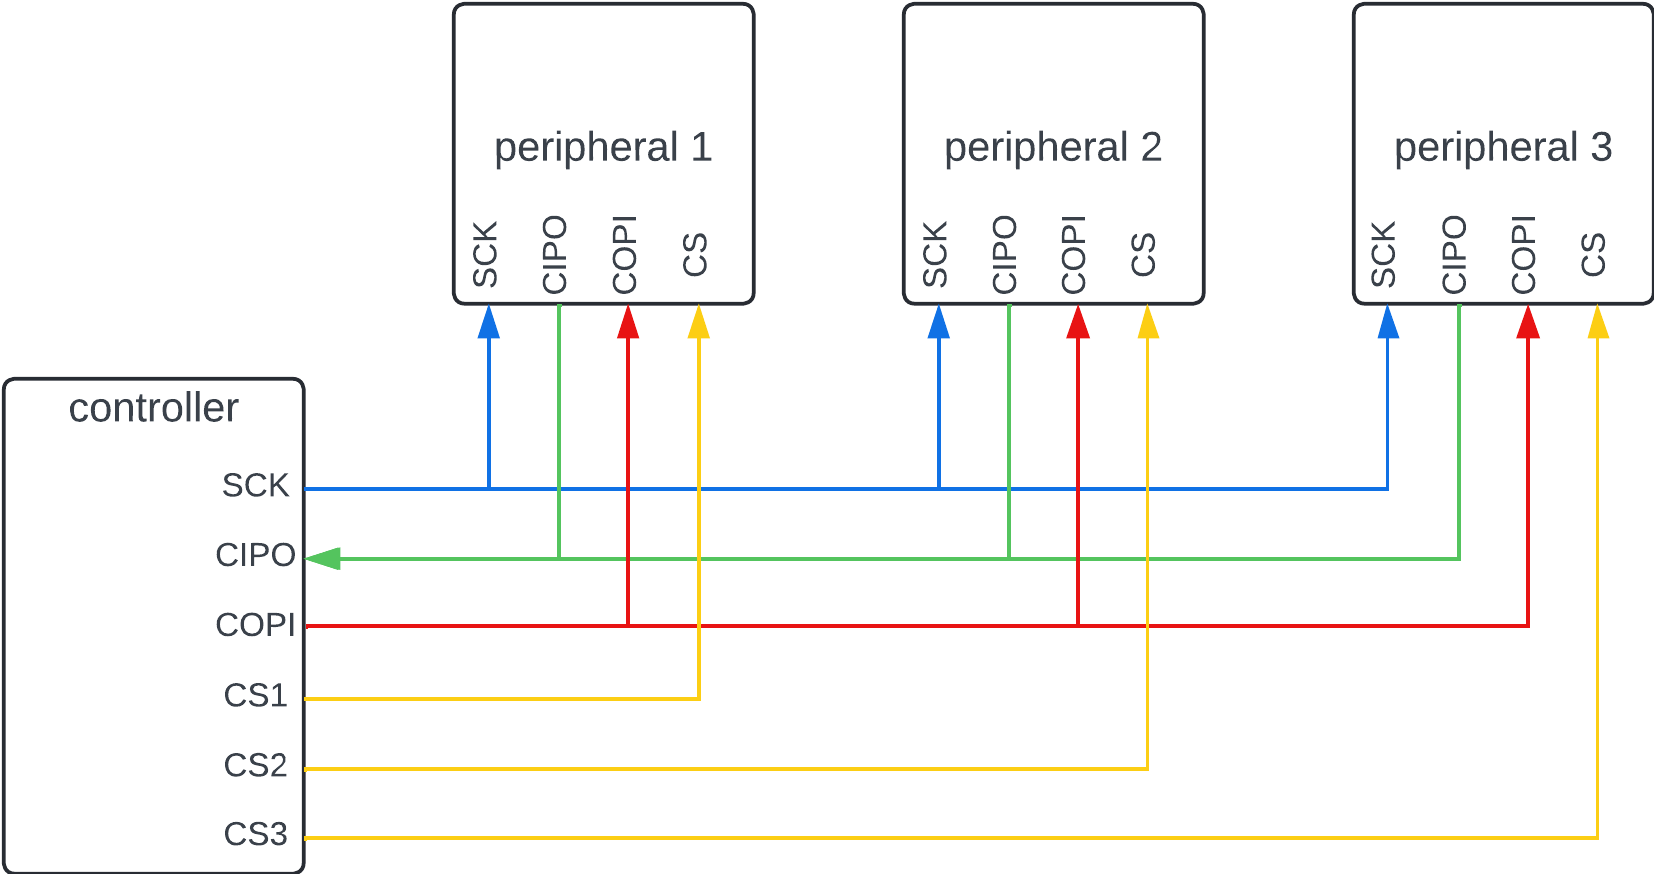 peripheral 1
SCK
CIPO
COPI
CS
peripheral 2
SCK
CIPO
COPI
CS
peripheral 3
SCK
CIPO
COPI
CS
controller
SCK
CIPO
COPI
CS1
CS2
CS3